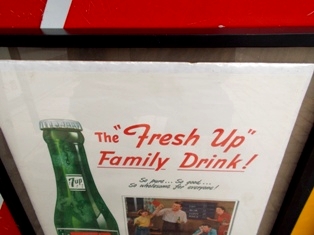 The "Fresh Up"
Family Drink!
So pure... So good...
So wholesome for everyone!
7up